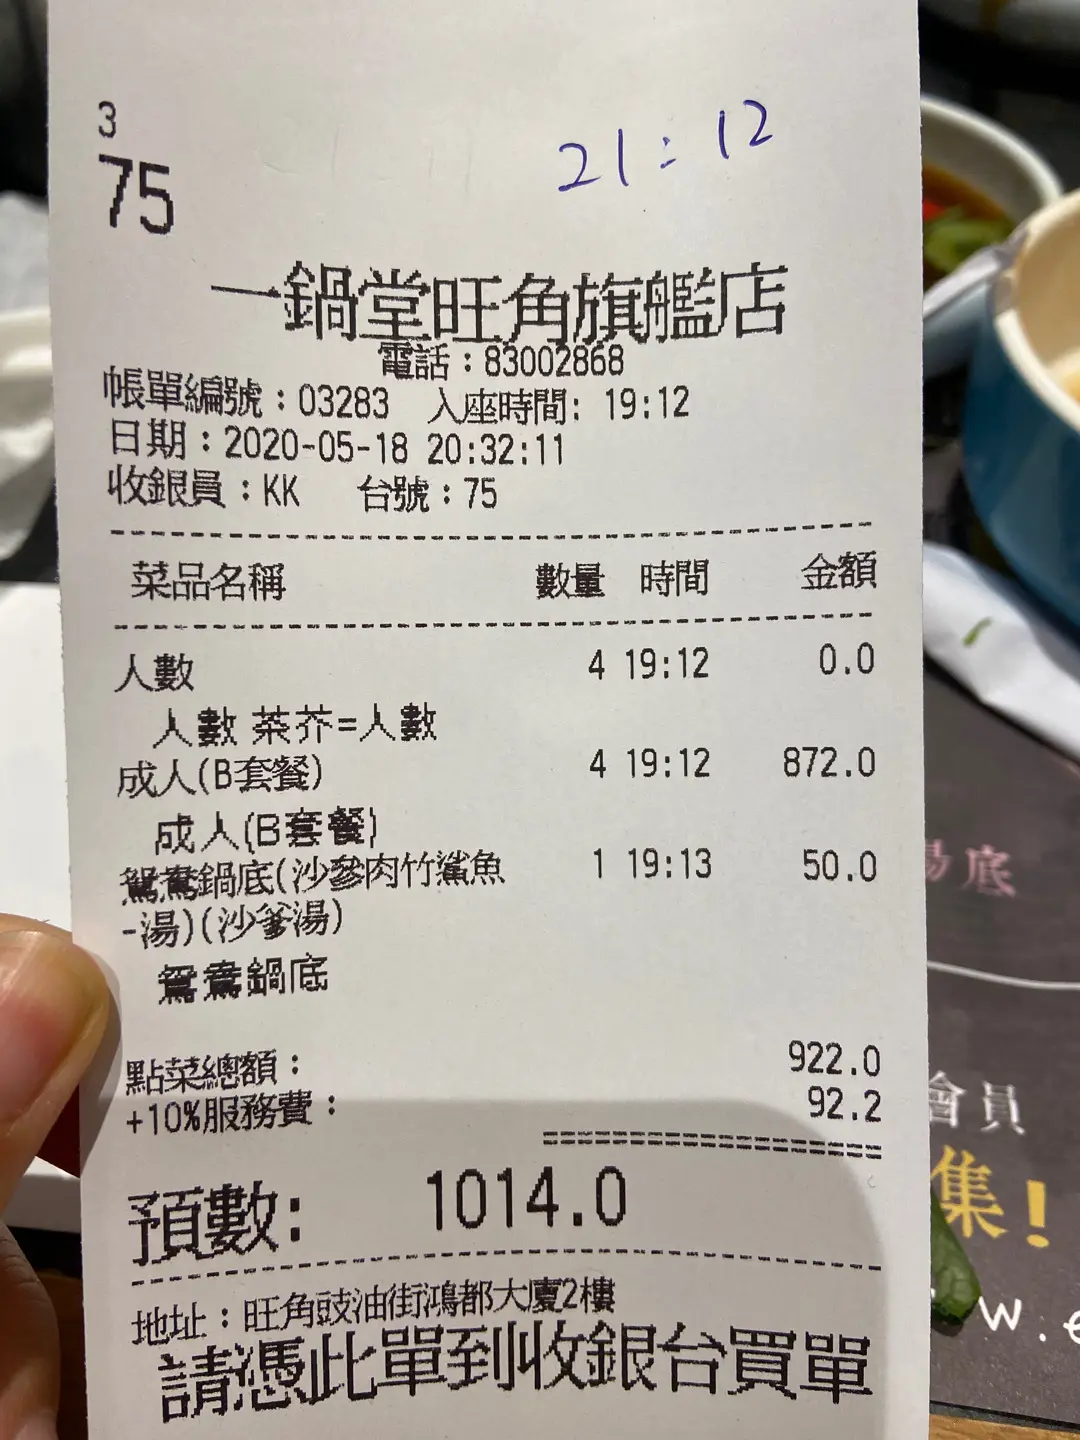 3
21:12
75
一鍋堂旺角旗艦店
電話：83002868
帳單編號：03283 入座時間: 19:12
日期：2020-05-18 20:32:11
收銀員：KK 台號：75
菜品名稱 數量 時間 金額
人數 4 19:12 0.0
人數 茶芥=人數
成人(B套餐) 4 19:12 872.0
成人(B套餐)
鴛鴦鍋底(沙參肉竹鯊魚 1 19:13 50.0
-湯)(沙爹湯)
鴛鴦鍋底
點菜總額： 922.0
+10%服務費： 92.2
預數: 1014.0
地址：旺角豉油街鴻都大廈2樓
請憑此單到收銀台買單
湯底
會員
集!
w.e